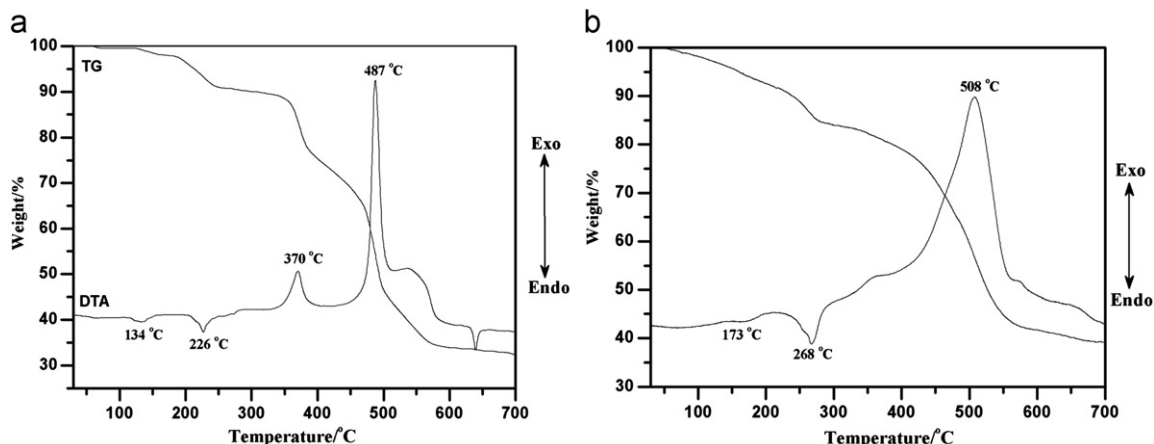 a
100
90
80
70
60
50
40
30
Weight/%
TG
DTA
134 °C
226 °C
370 °C
487 °C
Exo
Endo
100 200 300 400 500 600 700
Temperature/°C
b
100
90
80
70
60
50
40
30
Weight/%
173 °C
268 °C
508 °C
Exo
Endo
100 200 300 400 500 600 700
Temperature/°C